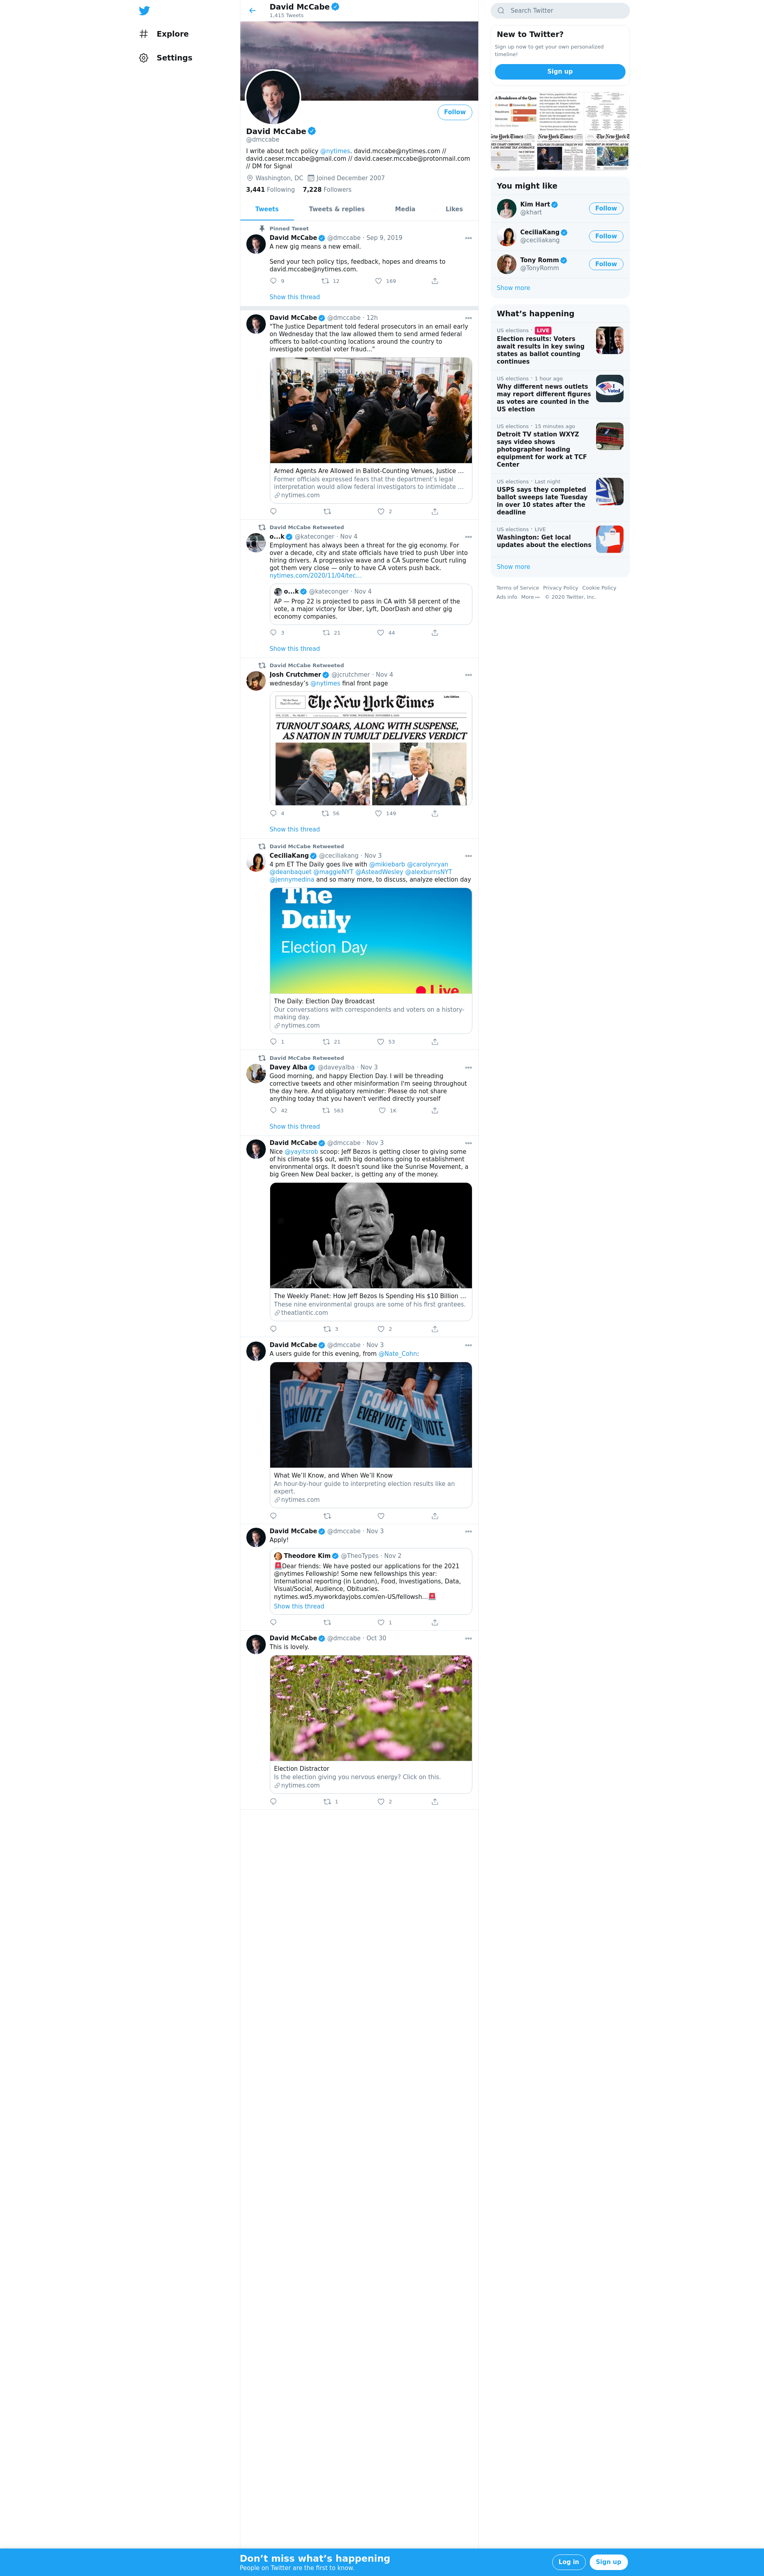 Explore
Settings
David McCabe
1,415 Tweets
Follow
David McCabe
@dmccabe
I write about tech policy @nytimes. david.mccabe@nytimes.com //
david.caeser.mccabe@gmail.com // david.caeser.mccabe@protonmail.com
// DM for Signal
Washington, DC Joined December 2007
3,441 Following 7,228 Followers
Tweets Tweets & replies Media Likes
Pinned Tweet
David McCabe @dmccabe · Sep 9, 2019
A new gig means a new email.
Send your tech policy tips, feedback, hopes and dreams to
david.mccabe@nytimes.com.
9 12 169
Show this thread
David McCabe @dmccabe · 12h
"The Justice Department told federal prosecutors in an email early
on Wednesday that the law allowed them to send armed federal
officers to ballot-counting locations around the country to
investigate potential voter fraud..."
DETROIT
Armed Agents Are Allowed in Ballot-Counting Venues, Justice ...
Former officials expressed fears that the department's legal
interpretation would allow federal investigators to intimidate ...
nytimes.com
2
David McCabe Retweeted
o...k @kateconger · Nov 4
Employment has always been a threat for the gig economy. For
over a decade, city and state officials have tried to push Uber into
hiring drivers. A progressive wave and a CA Supreme Court ruling
got them very close — only to have CA voters push back.
nytimes.com/2020/11/04/tec...
o...k @kateconger · Nov 4
AP — Prop 22 is projected to pass in CA with 58 percent of the
vote, a major victory for Uber, Lyft, DoorDash and other gig
economy companies.
3 21 44
Show this thread
David McCabe Retweeted
Josh Crutchmer @jcrutchmer · Nov 4
wednesday's @nytimes final front page
The New York Times
Late Edition
TURNOUT SOARS, ALONG WITH SUSPENSE,
AS NATION IN TUMULT DELIVERS VERDICT
4 56 149
Show this thread
David McCabe Retweeted
CeciliaKang @ceciliakang · Nov 3
4 pm ET The Daily goes live with @mikiebarb @carolynryan
@deanbaquet @maggieNYT @AsteadWesley @alexburnsNYT
@jennymedina and so many more, to discuss, analyze election day
The
Daily
Election Day
Live
The Daily: Election Day Broadcast
Our conversations with correspondents and voters on a history-
making day.
nytimes.com
1 21 53
David McCabe Retweeted
Davey Alba @daveyalba · Nov 3
Good morning, and happy Election Day. I will be threading
corrective tweets and other misinformation I'm seeing throughout
the day here. And obligatory reminder: Please do not share
anything today that you haven't verified directly yourself
42 563 1K
Show this thread
David McCabe @dmccabe · Nov 3
Nice @yayitsrob scoop: Jeff Bezos is getting closer to giving some
of his climate $$$ out, with big donations going to establishment
environmental orgs. It doesn't sound like the Sunrise Movement, a
big Green New Deal backer, is getting any of the money.
The Weekly Planet: How Jeff Bezos Is Spending His $10 Billion ...
These nine environmental groups are some of his first grantees.
theatlantic.com
3 2
David McCabe @dmccabe · Nov 3
A users guide for this evening, from @Nate_Cohn:
COUNT
EVERY VOTE
COUNT
EVERY VOTE
COUNT
EVERY VOTE
What We'll Know, and When We'll Know
An hour-by-hour guide to interpreting election results like an
expert.
nytimes.com
David McCabe @dmccabe · Nov 3
Apply!
Theodore Kim @TheoTypes · Nov 2
🚨Dear friends: We have posted our applications for the 2021
@nytimes Fellowship! Some new fellowships this year:
International reporting (in London), Food, Investigations, Data,
Visual/Social, Audience, Obituaries.
nytimes.wd5.myworkdayjobs.com/en-US/fellowsh...🚨
Show this thread
1
David McCabe @dmccabe · Oct 30
This is lovely.
Election Distractor
Is the election giving you nervous energy? Click on this.
nytimes.com
1 2
Search Twitter
New to Twitter?
Sign up now to get your own personalized
timeline!
Sign up
A Breakdown of the Ques
New York Times
The New York Times
The New York T
You might like
Kim Hart
@khart
Follow
CeciliaKang
@ceciliakang
Follow
Tony Romm
@TonyRomm
Follow
Show more
What's happening
US elections · LIVE
Election results: Voters
await results in key swing
states as ballot counting
continues
US elections · 1 hour ago
Why different news outlets
may report different figures
as votes are counted in the
US election
I Voted
US elections · 15 minutes ago
Detroit TV station WXYZ
says video shows
photographer loading
equipment for work at TCF
Center
US elections · Last night
USPS says they completed
ballot sweeps late Tuesday
in over 10 states after the
deadline
US elections · LIVE
Washington: Get local
updates about the elections
Show more
Terms of Service Privacy Policy Cookie Policy
Ads info More ··· © 2020 Twitter, Inc.
Don't miss what's happening
People on Twitter are the first to know.
Log in Sign up